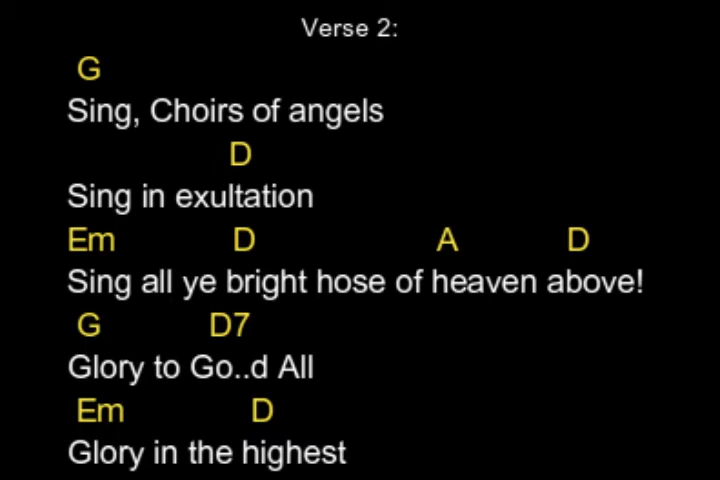 Verse 2:
G
Sing, Choirs of angels
D
Sing in exultation
Em D A D
Sing all ye bright hose of heaven above!
G D7
Glory to Go..d All
Em D
Glory in the highest